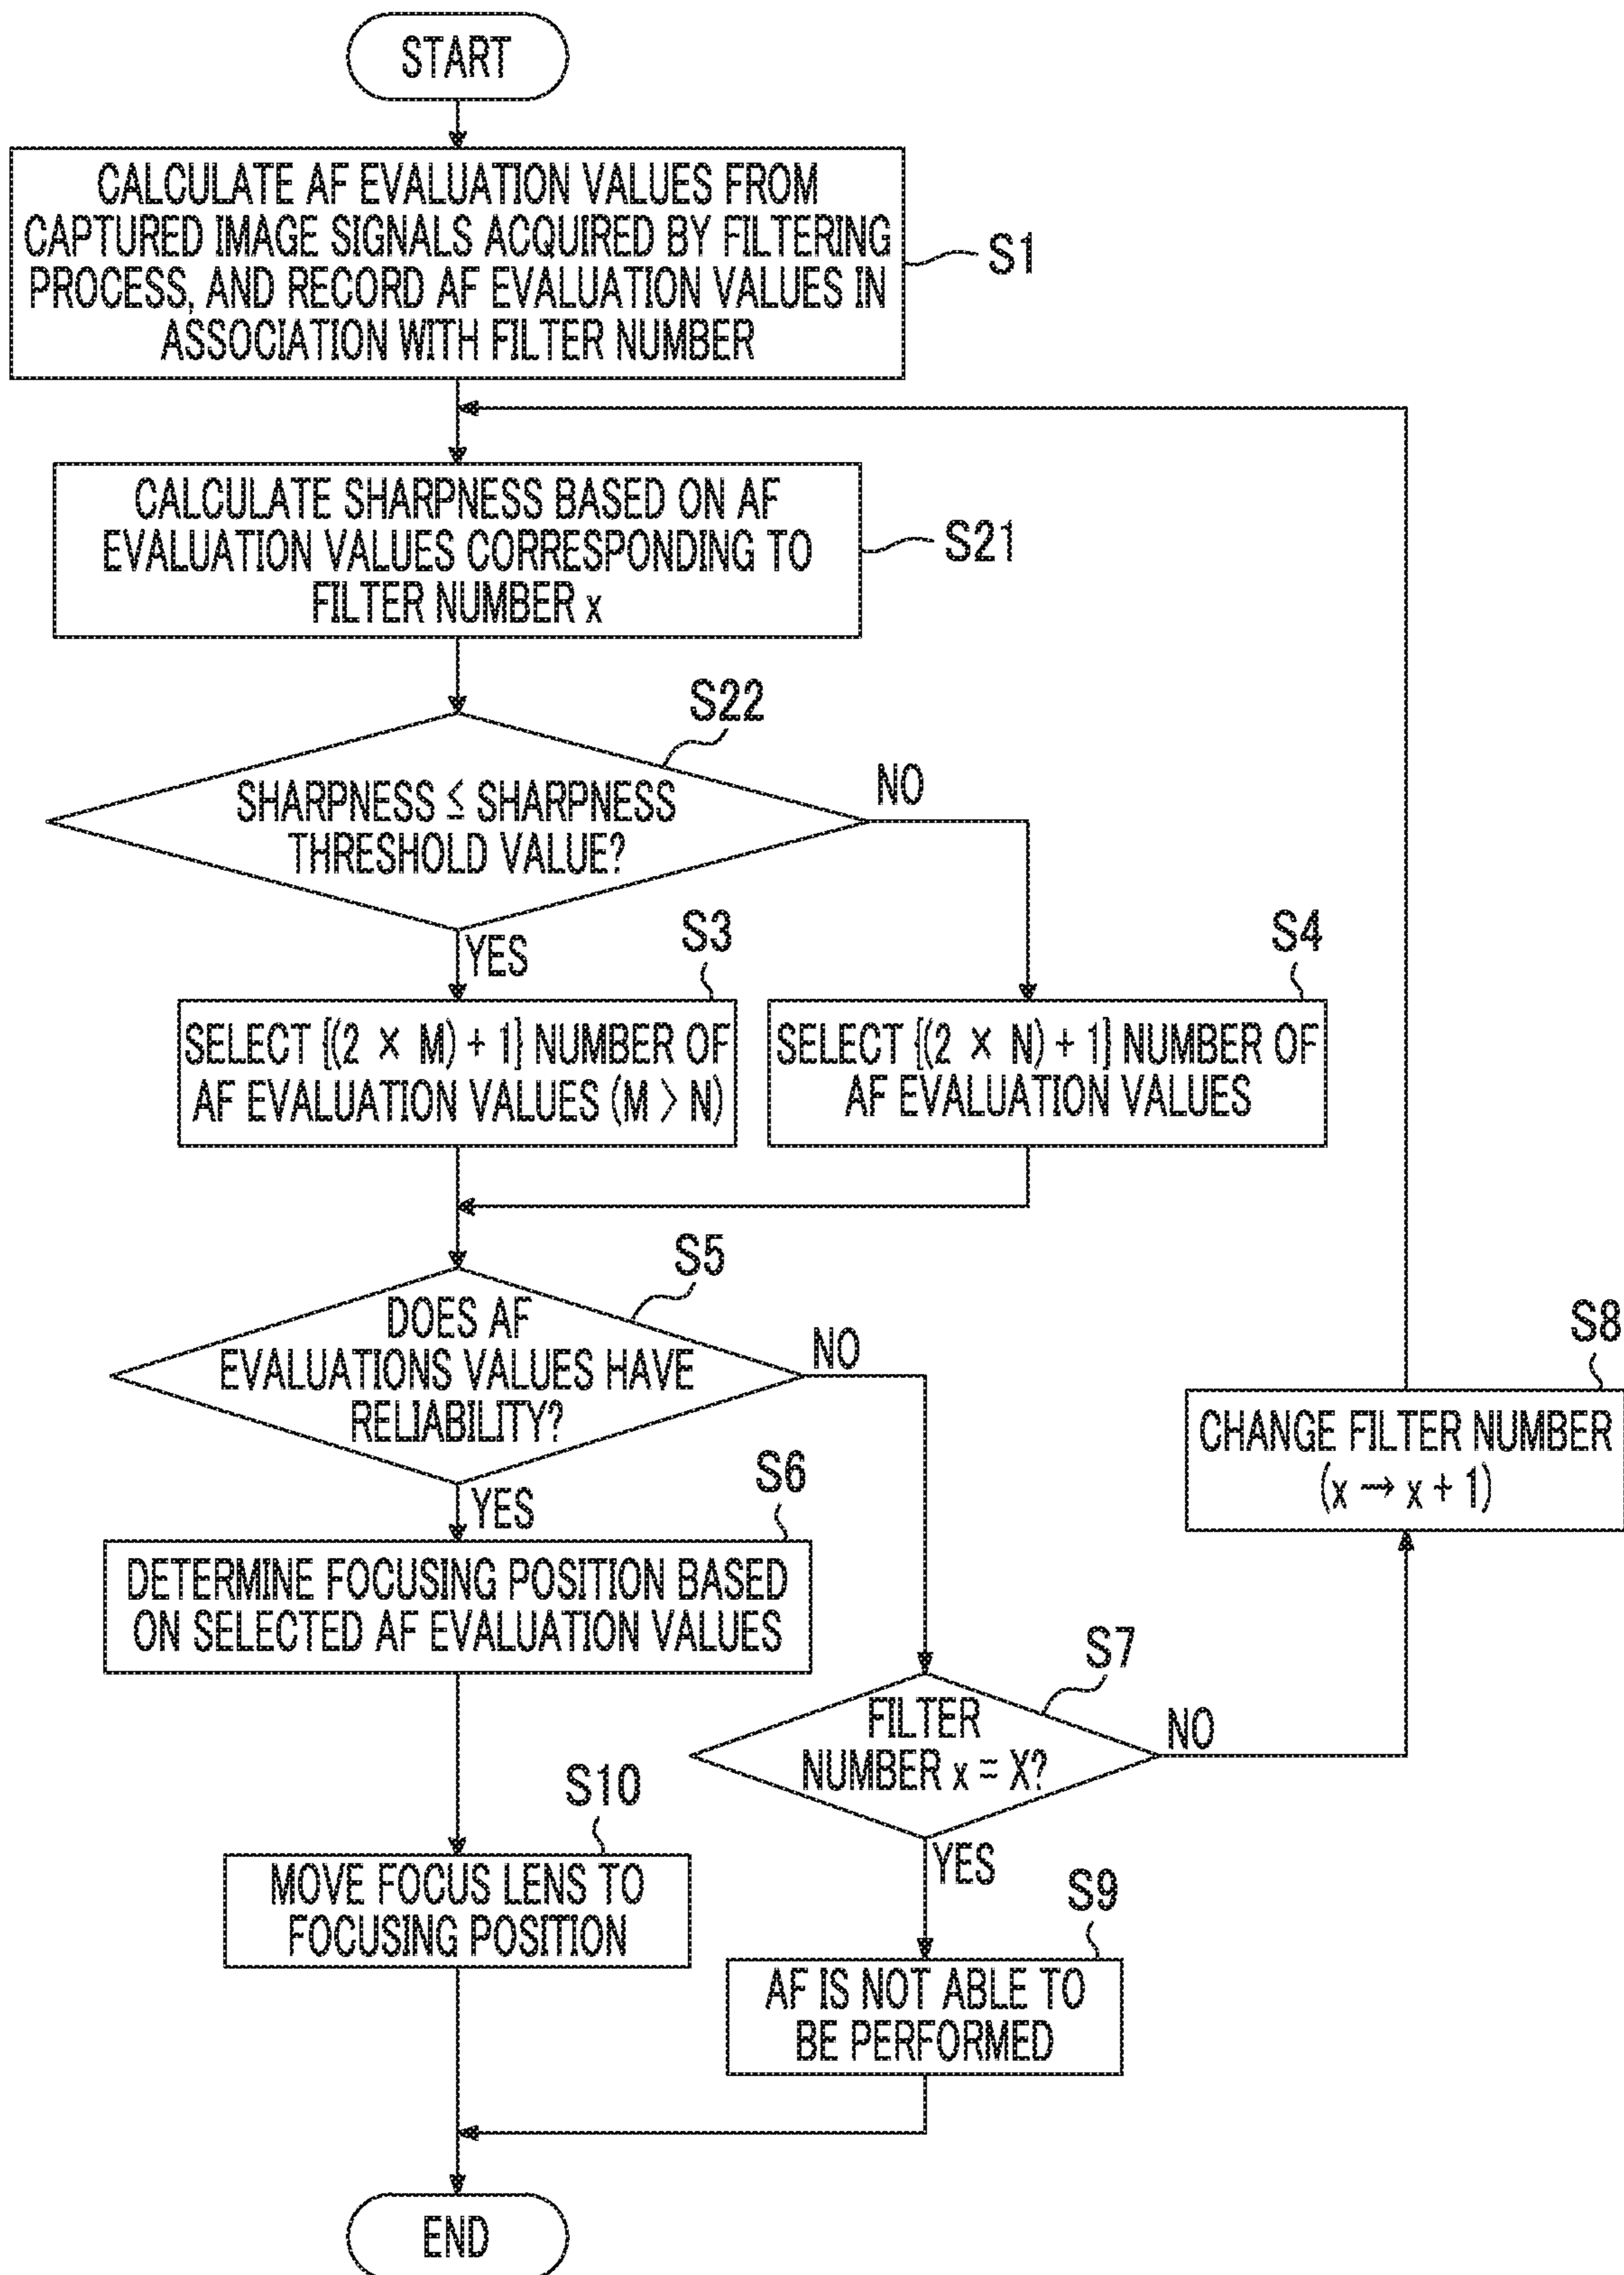 START
CALCULATE AF EVALUATION VALUES FROM
CAPTURED IMAGE SIGNALS ACQUIRED BY FILTERING
PROCESS, AND RECORD AF EVALUATION VALUES IN
ASSOCIATION WITH FILTER NUMBER
S1
CALCULATE SHARPNESS BASED ON AF
EVALUATION VALUES CORRESPONDING TO
FILTER NUMBER x
S21
S22
SHARPNESS ≤ SHARPNESS
THRESHOLD VALUE?
NO
YES
S3
SELECT {(2 × M) + 1} NUMBER OF
AF EVALUATION VALUES (M > N)
S4
SELECT {(2 × N) + 1} NUMBER OF
AF EVALUATION VALUES
S5
DOES AF
EVALUATIONS VALUES HAVE
RELIABILITY?
NO
YES
S8
CHANGE FILTER NUMBER
(x → x + 1)
S6
DETERMINE FOCUSING POSITION BASED
ON SELECTED AF EVALUATION VALUES
S7
FILTER
NUMBER x = X?
NO
YES
S10
MOVE FOCUS LENS TO
FOCUSING POSITION
S9
AF IS NOT ABLE TO
BE PERFORMED
END